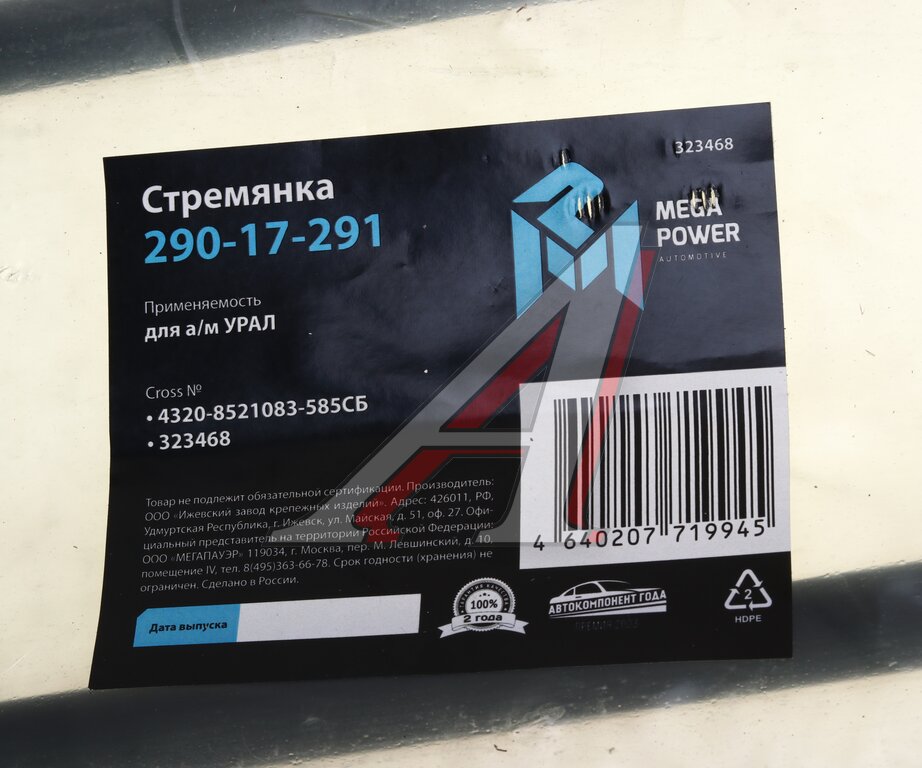 323468
Стремянка
290-17-291
MEGA
POWER
AUTOMOTIVE
Применяемость
для а/м УРАЛ
Cross №
• 4320-8521083-585СБ
• 323468
Товар не подлежит обязательной сертификации. Производитель:
ООО «Ижевский завод крепежных изделий». Адрес: 426011, РФ,
Удмуртская Республика, г. Ижевск, ул. Майская, д. 51, оф. 27. Офи-
циальный представитель на территории Российской Федерации:
ООО «МЕГАПАУЭР» 119034, г. Москва, пер. М. Лёвшинский, д. 10,
помещение IV, тел. 8(495)363-66-78. Срок годности (хранения) не
ограничен. Сделано в России.
4 640207 719945
Дата выпуска
100%
2 года
АВТОКОМПОНЕНТ ГОДА
2
HDPE